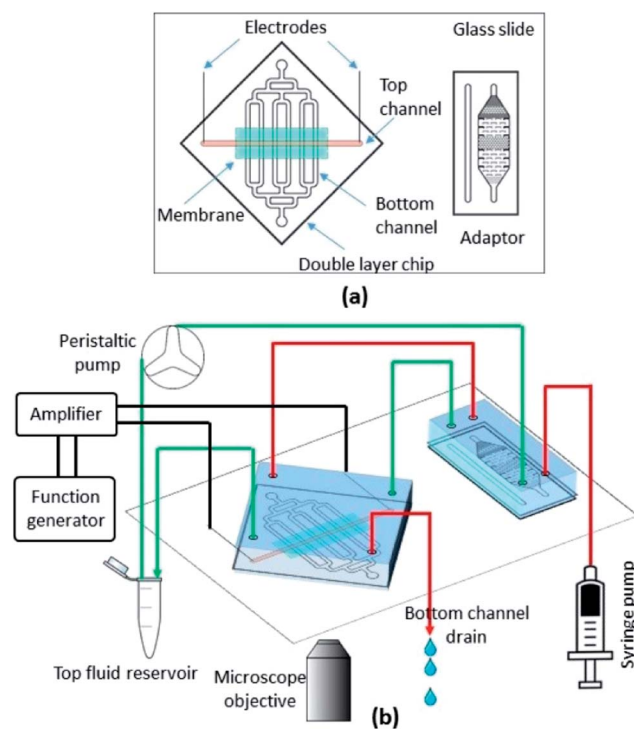 Electrodes
Glass slide
Top
channel
Membrane
Bottom
channel
Adaptor
Double layer chip
(a)
Peristaltic
pump
Amplifier
Function
generator
Top fluid reservoir
Microscope
objective
Bottom channel
drain
Syringe pump
(b)